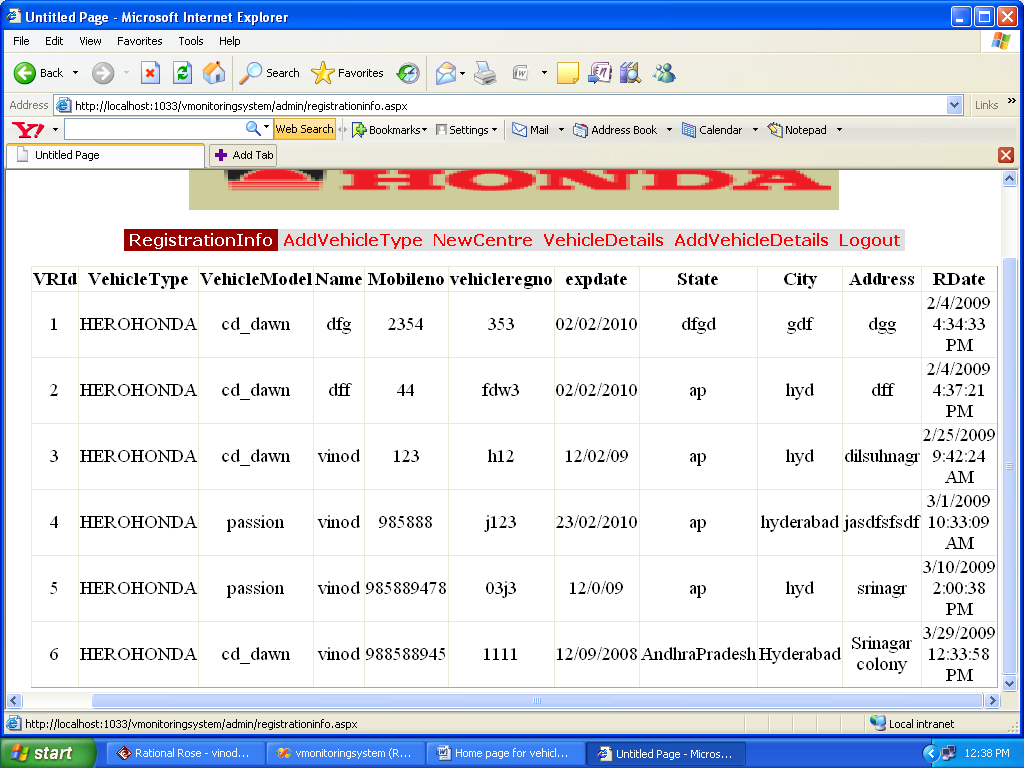 Untitled Page - Microsoft Internet Explorer
File Edit View Favorites Tools Help
Back Search Favorites
Address http://localhost:1033/vmonitoringsystem/admin/registrationinfo.aspx Links »
Y! Web Search Bookmarks Settings Mail Address Book Calendar Notepad
Untitled Page Add Tab
HONDA
RegistrationInfo AddVehicleType NewCentre VehicleDetails AddVehicleDetails Logout
VRId VehicleType VehicleModel Name Mobileno vehicleregno expdate State City Address RDate
1 HEROHONDA cd_dawn dfg 2354 353 02/02/2010 dfgd gdf dgg 2/4/2009 4:34:33 PM
2 HEROHONDA cd_dawn dff 44 fdw3 02/02/2010 ap hyd dff 2/4/2009 4:37:21 PM
3 HEROHONDA cd_dawn vinod 123 h12 12/02/09 ap hyd dilsuhnagr 2/25/2009 9:42:24 AM
4 HEROHONDA passion vinod 985888 j123 23/02/2010 ap hyderabad jasdfsfsdf 3/1/2009 10:33:09 AM
5 HEROHONDA passion vinod 985889478 03j3 12/0/09 ap hyd srinagr 3/10/2009 2:00:38 PM
6 HEROHONDA cd_dawn vinod 988588945 1111 12/09/2008 AndhraPradesh Hyderabad Srinagar colony 3/29/2009 12:33:58 PM
http://localhost:1033/vmonitoringsystem/admin/registrationinfo.aspx Local intranet
start Rational Rose - vinod... vmonitoringsystem (R... Home page for vehicl... Untitled Page - Micros... 12:38 PM